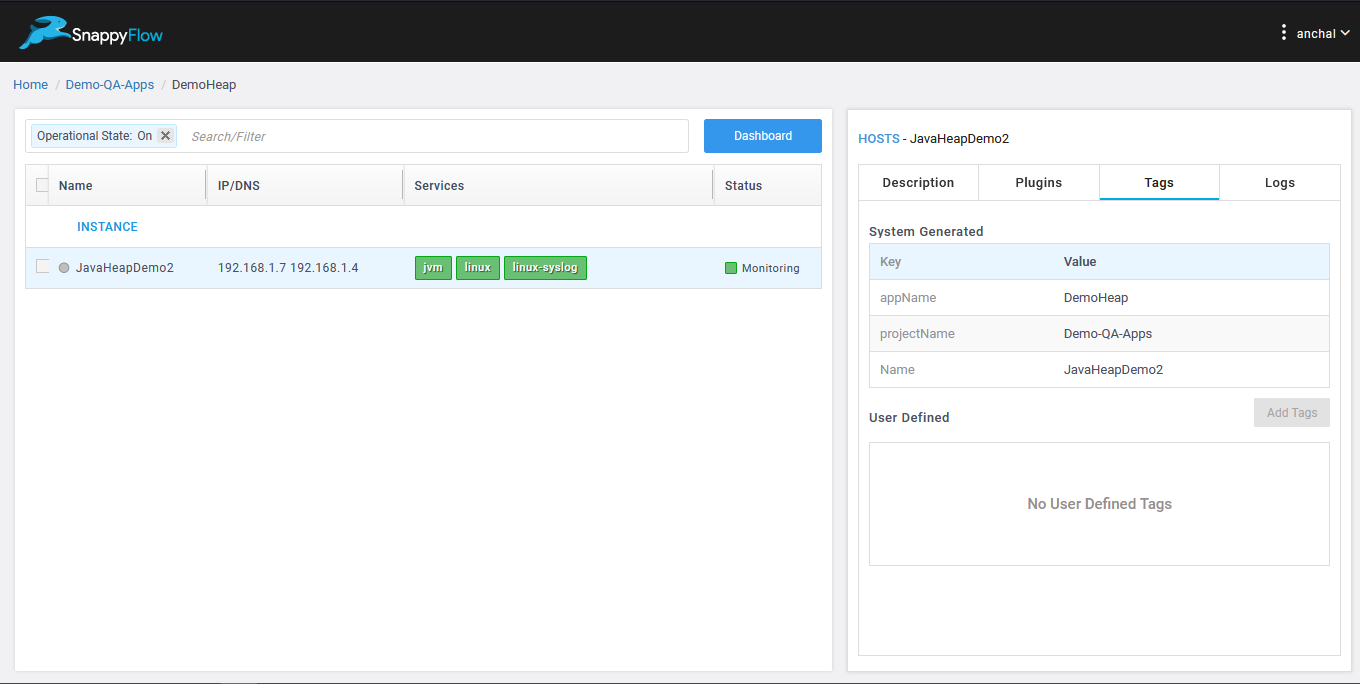 SnappyFlow
anchal
Home / Demo-QA-Apps / DemoHeap
Operational State: On Search/Filter
Dashboard
Name IP/DNS Services Status
INSTANCE
JavaHeapDemo2 192.168.1.7 192.168.1.4 jvm linux linux-syslog Monitoring
HOSTS - JavaHeapDemo2
Description Plugins Tags Logs
System Generated
Key Value
appName DemoHeap
projectName Demo-QA-Apps
Name JavaHeapDemo2
User Defined
Add Tags
No User Defined Tags